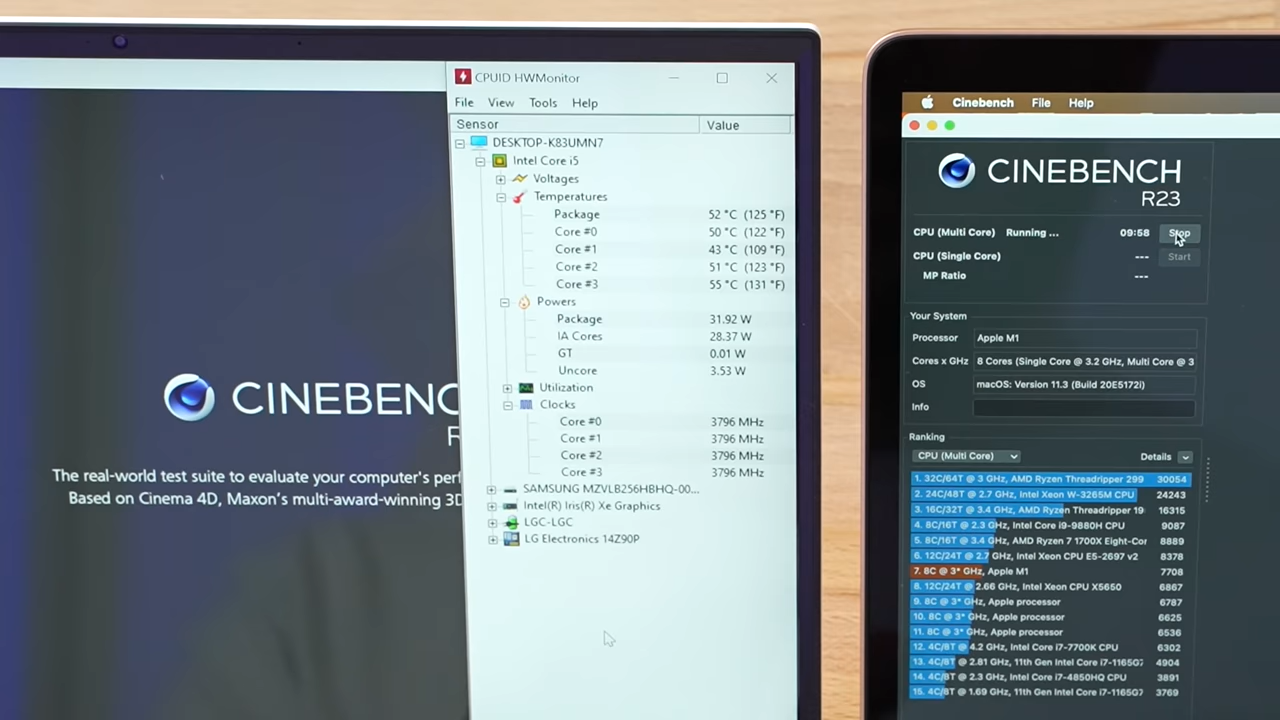 CINEBENC
R
The real-world test suite to evaluate your computer's per
Based on Cinema 4D, Maxon's multi-award-winning 3D
CPUID HWMonitor
File View Tools Help
Sensor Value
DESKTOP-K83UMN7
Intel Core i5
Voltages
Temperatures
Package 52 °C (125 °F)
Core #0 50 °C (122 °F)
Core #1 43 °C (109 °F)
Core #2 51 °C (123 °F)
Core #3 55 °C (131 °F)
Powers
Package 31.92 W
IA Cores 28.37 W
GT 0.01 W
Uncore 3.53 W
Utilization
Clocks
Core #0 3796 MHz
Core #1 3796 MHz
Core #2 3796 MHz
Core #3 3796 MHz
SAMSUNG MZVLB256HBHQ-00...
Intel(R) Iris(R) Xe Graphics
LGC-LGC
LG Electronics 14Z90P
Cinebench File Help
CINEBENCH
R23
CPU (Multi Core) Running ... 09:58 Stop
CPU (Single Core) --- Start
MP Ratio ---
Your System
Processor Apple M1
Cores x GHz 8 Cores (Single Core @ 3.2 GHz, Multi Core @ 3
OS macOS: Version 11.3 (Build 20E5172i)
Info
Ranking
CPU (Multi Core) Details
1. 32C/64T @ 3 GHz, AMD Ryzen Threadripper 299 30054
2. 24C/48T @ 2.7 GHz, Intel Xeon W-3265M CPU 24243
3. 16C/32T @ 3.4 GHz, AMD Ryzen Threadripper 19 16315
4. 8C/16T @ 2.3 GHz, Intel Core i9-9880H CPU 9087
5. 8C/16T @ 3.4 GHz, AMD Ryzen 7 1700X Eight-Cor 8889
6. 12C/24T @ 2.7 GHz, Intel Xeon CPU E5-2697 v2 8378
7. 8C @ 3* GHz, Apple M1 7708
8. 12C/24T @ 2.66 GHz, Intel Xeon CPU X5650 6867
9. 8C @ 3* GHz, Apple processor 6787
10. 8C @ 3* GHz, Apple processor 6625
11. 8C @ 3* GHz, Apple processor 6536
12. 4C/8T @ 4.2 GHz, Intel Core i7-7700K CPU 6302
13. 4C/8T @ 2.81 GHz, 11th Gen Intel Core i7-1165G7 4904
14. 4C/8T @ 2.3 GHz, Intel Core i7-4850HQ CPU 3891
15. 4C/8T @ 1.69 GHz, 11th Gen Intel Core i7-1165G7 3769